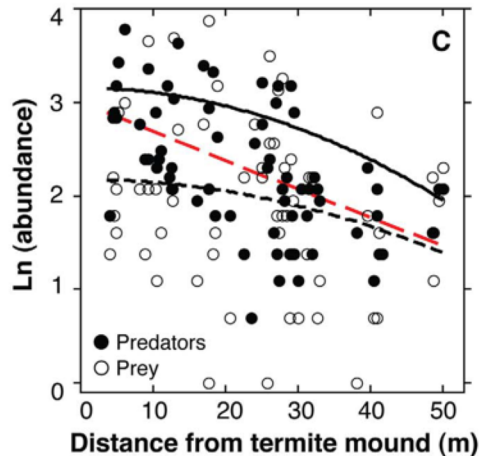 4
C
3
2
1
0
Ln (abundance)
Predators
Prey
0 10 20 30 40 50
Distance from termite mound (m)